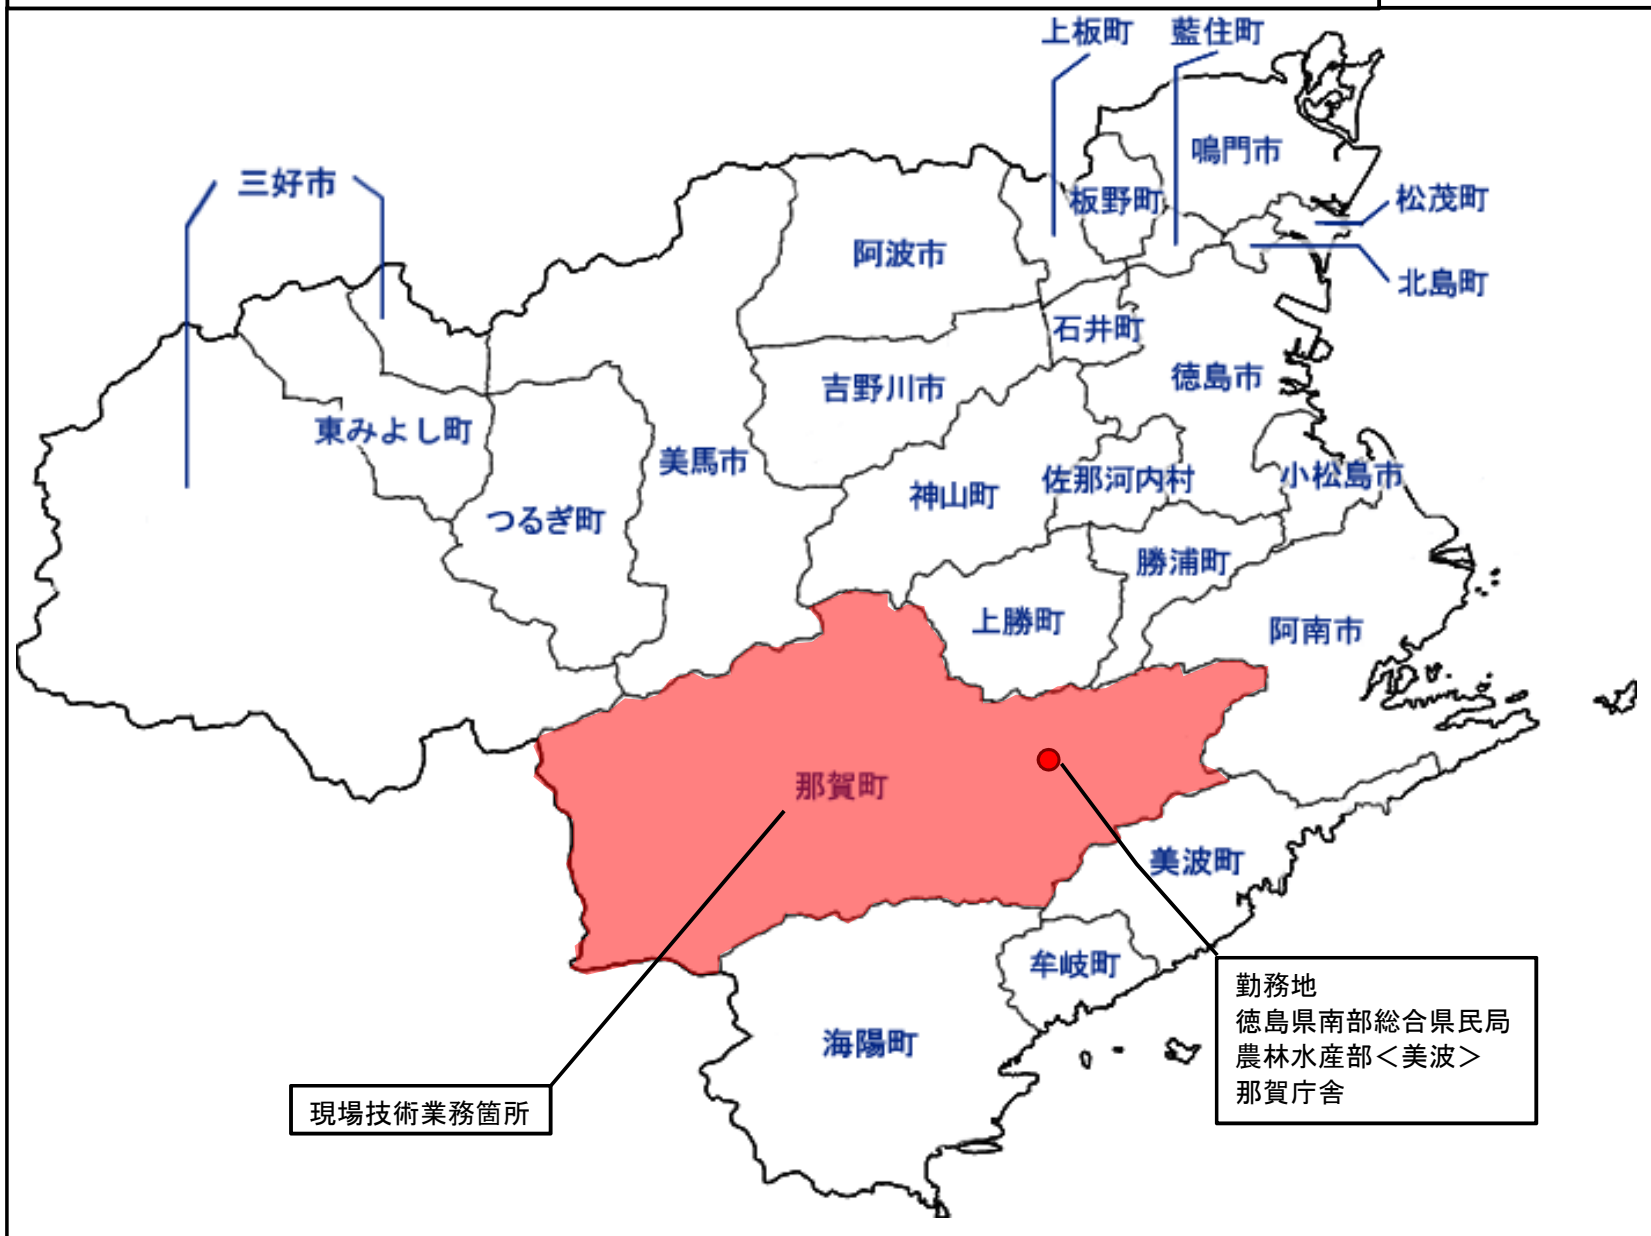 上板町
藍住町
鳴門市
三好市
板野町
松茂町
阿波市
北島町
石井町
徳島市
吉野川市
東みよし町
美馬市
小松島市
佐那河内村
神山町
つるぎ町
勝浦町
上勝町
阿南市
那賀町
美波町
牟岐町
海陽町
勤務地
徳島県南部総合県民局
農林水産部＜美波＞
那賀庁舎
現場技術業務箇所